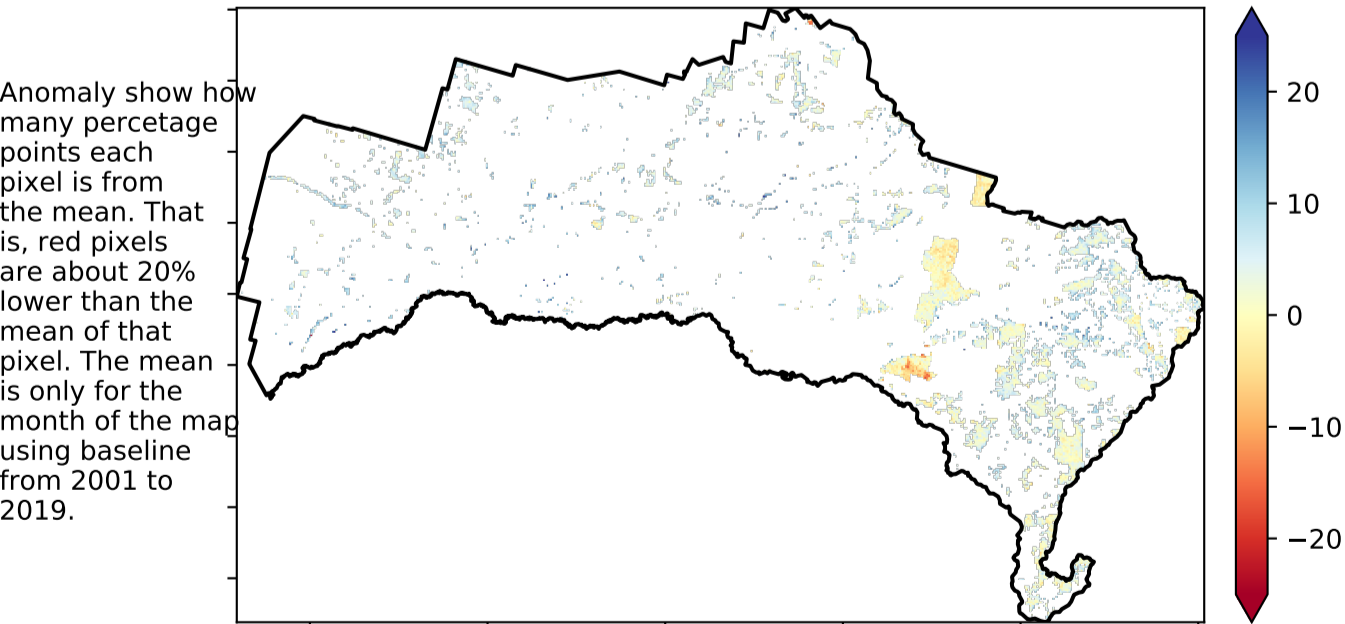 Anomaly show how
many percetage
points each
pixel is from
the mean. That
is, red pixels
are about 20%
lower than the
mean of that
pixel. The mean
is only for the
month of the map
using baseline
from 2001 to
2019.
20
10
0
−10
−20